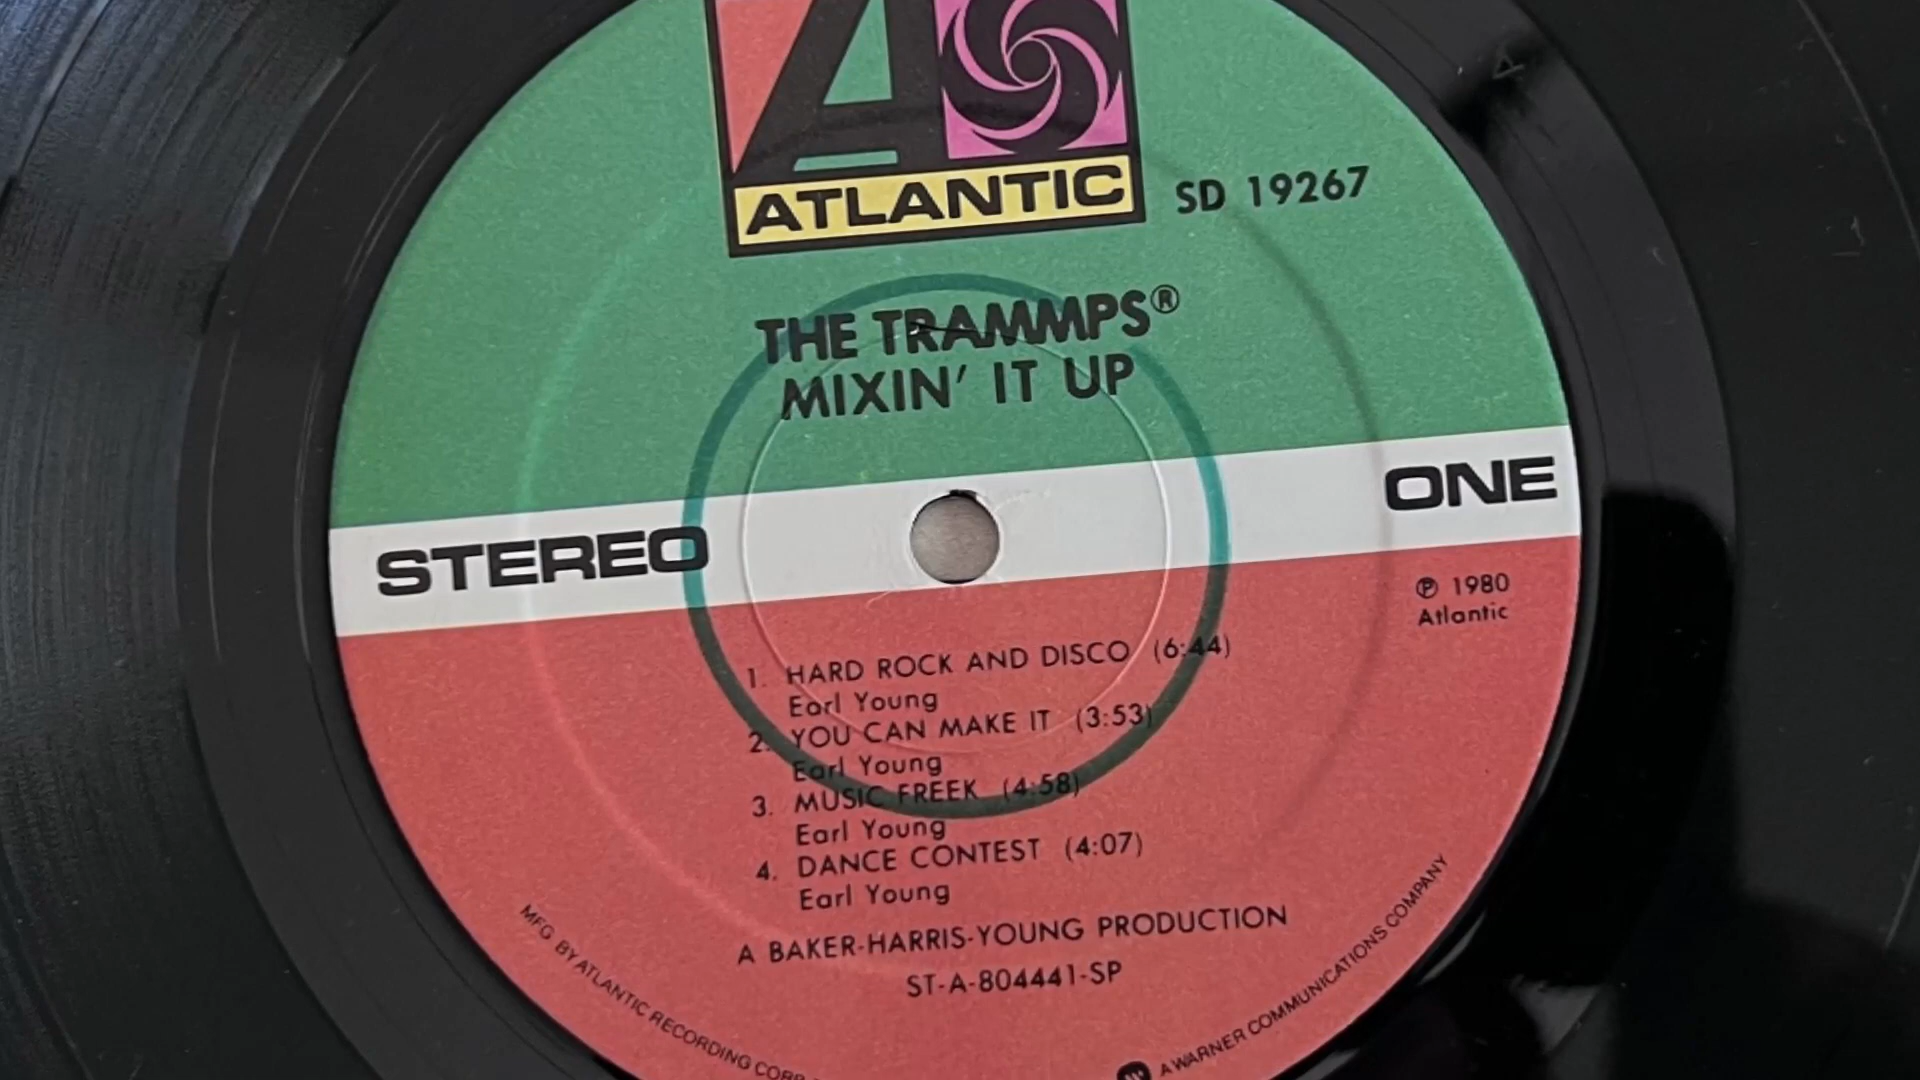 ATLANTIC
SD 19267
THE TRAMMPS®
MIXIN' IT UP
STEREO
ONE
℗ 1980
Atlantic
1. HARD ROCK AND DISCO (6:44)
Earl Young
2. YOU CAN MAKE IT (3:53)
Earl Young
3. MUSIC FREEK (4:58)
Earl Young
4. DANCE CONTEST (4:07)
Earl Young
A BAKER-HARRIS-YOUNG PRODUCTION
ST-A-804441-SP
MFG BY ATLANTIC RECORDING CORP
A WARNER COMMUNICATIONS COMPANY